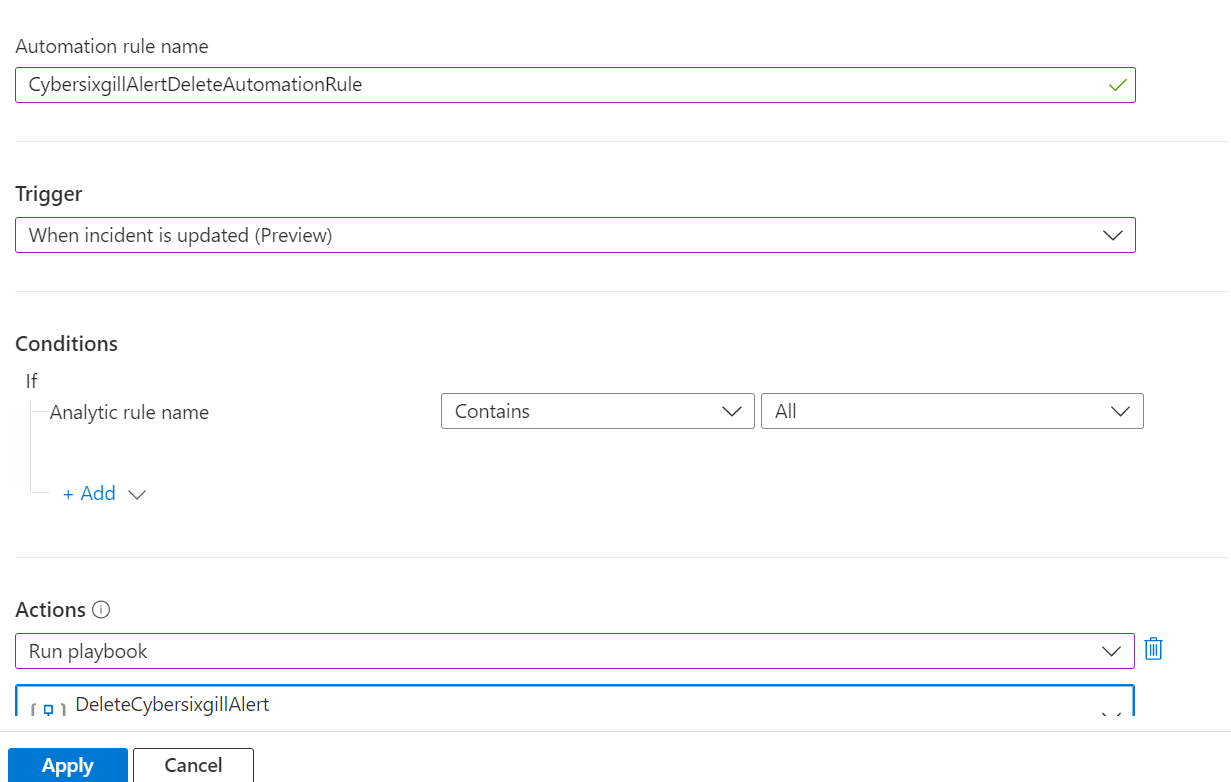 Automation rule name
CybersixgillAlertDeleteAutomationRule
Trigger
When incident is updated (Preview)
Conditions
If
Analytic rule name Contains All
+ Add
Actions
Run playbook
DeleteCybersixgillAlert
Apply Cancel